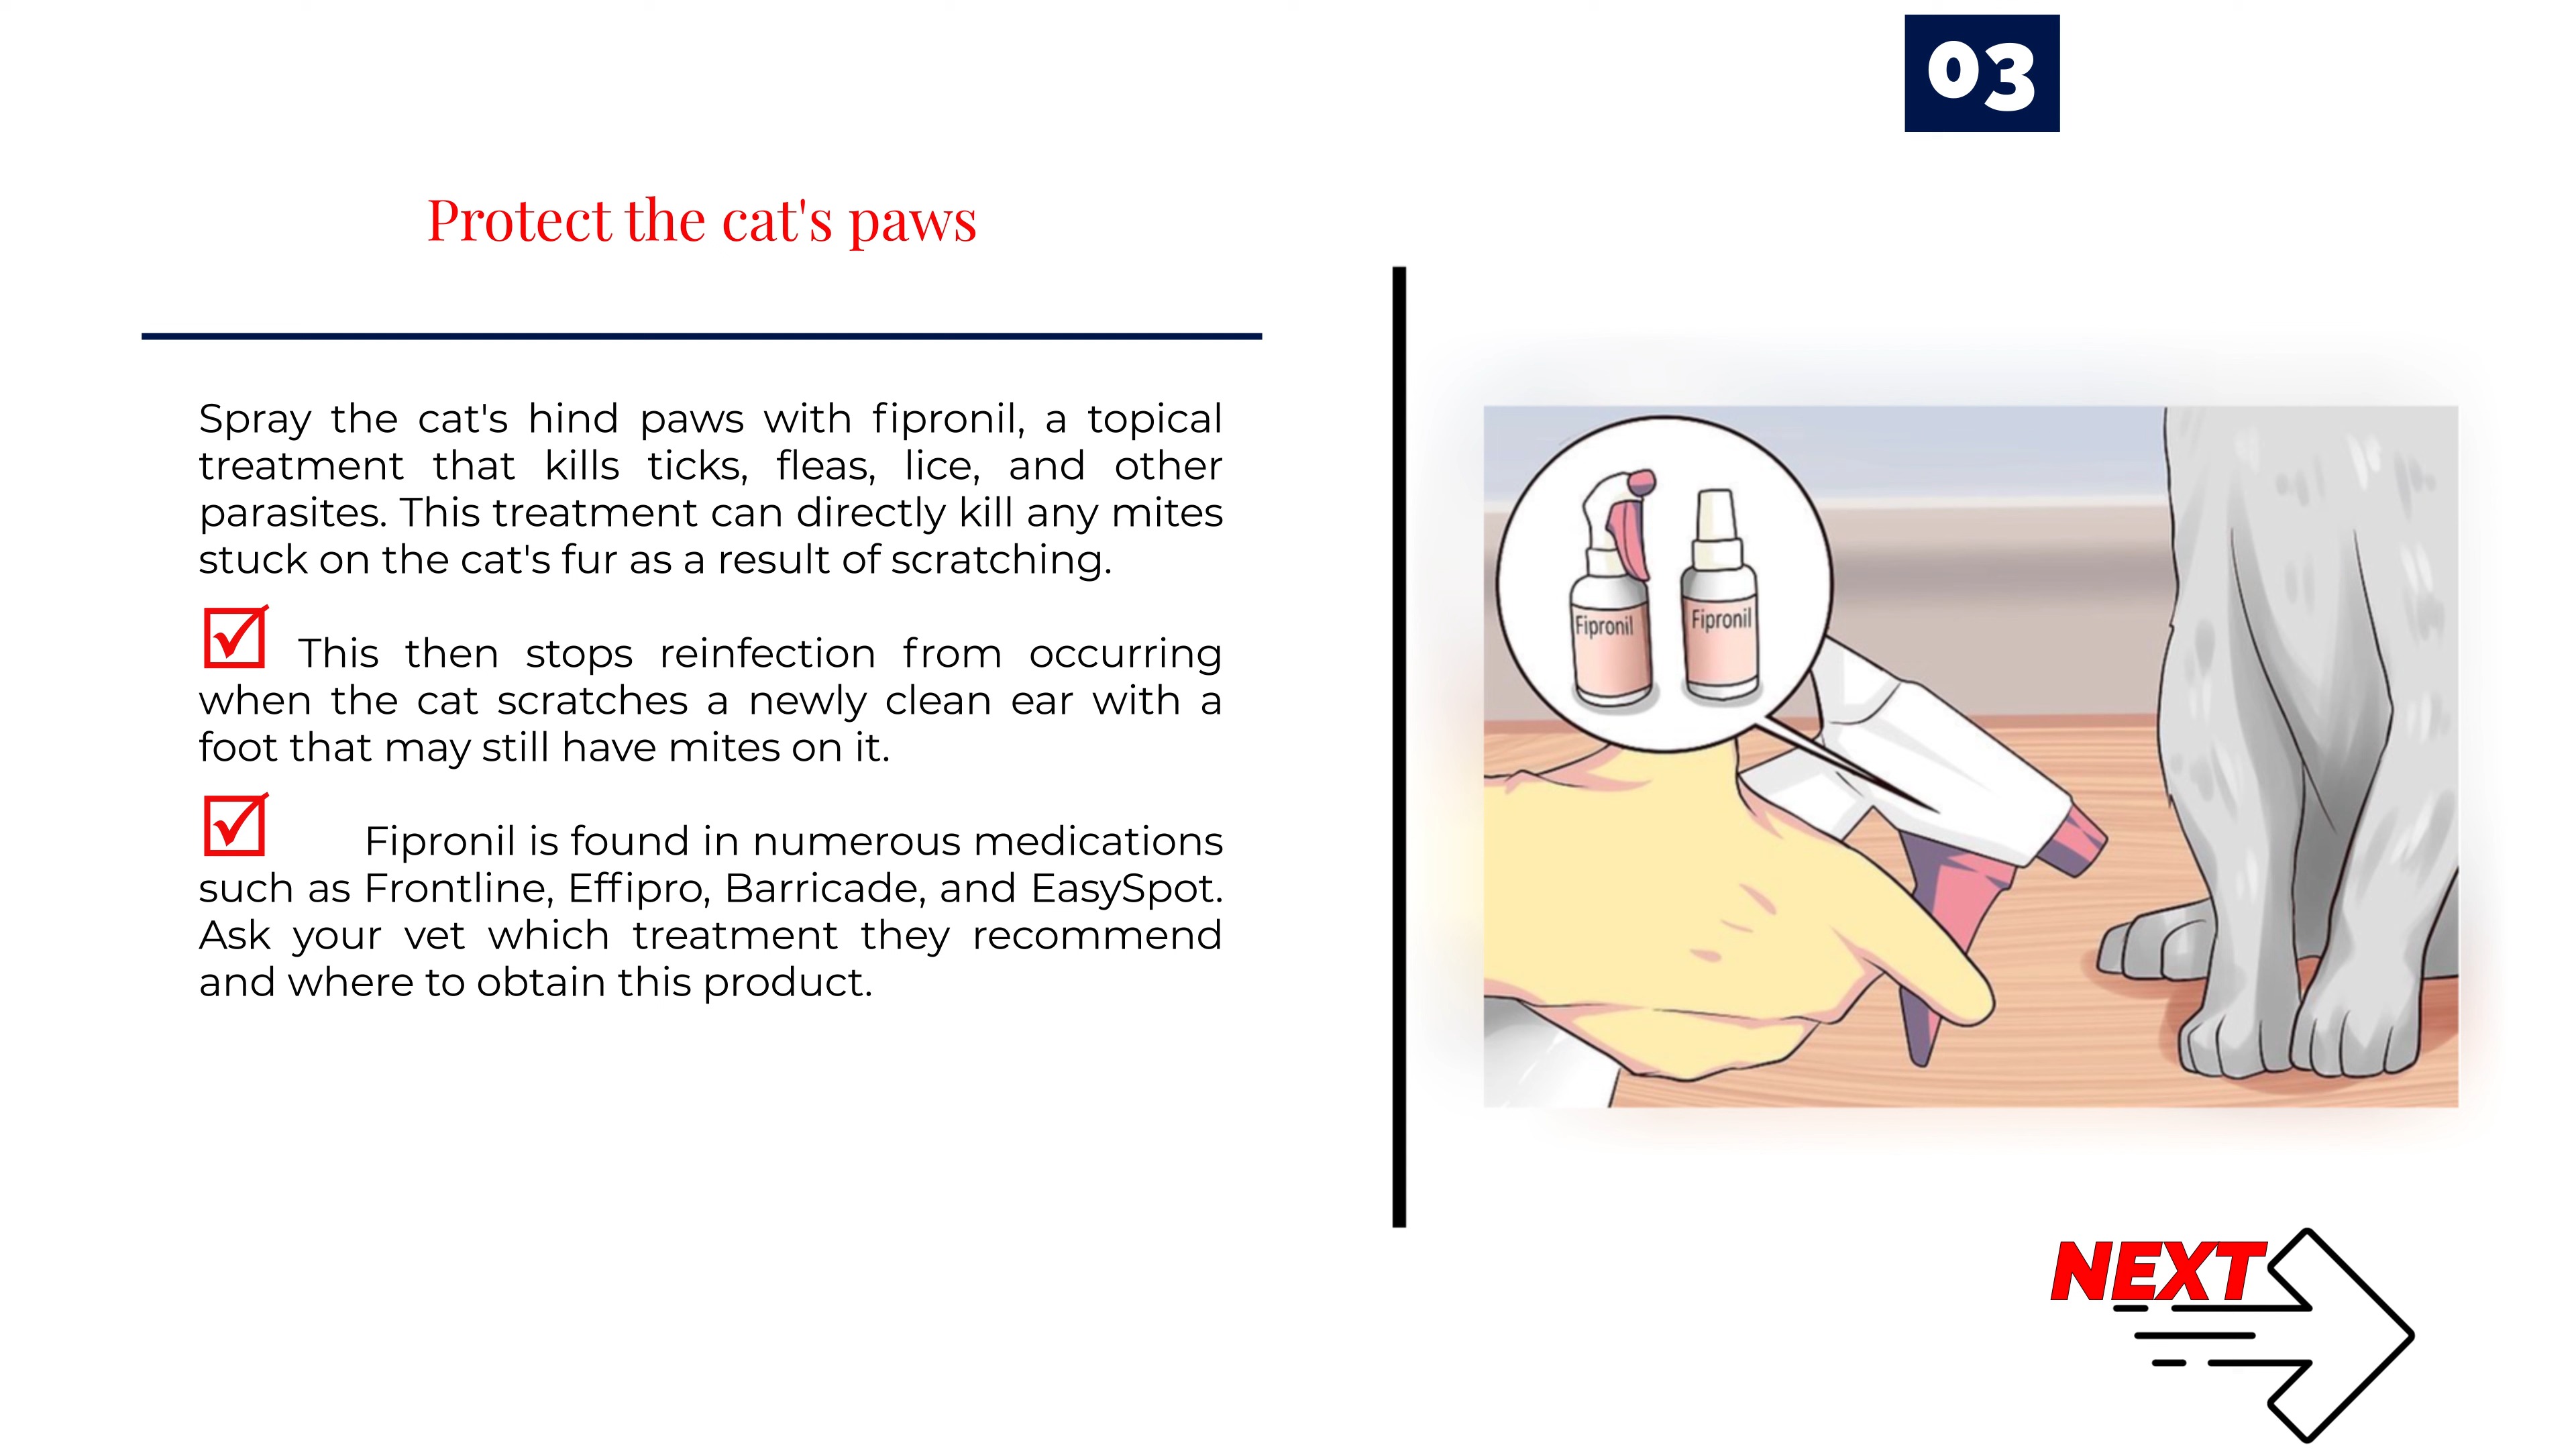 03
Protect the cat's paws
Spray the cat's hind paws with fipronil, a topical
treatment that kills ticks, fleas, lice, and other
parasites. This treatment can directly kill any mites
stuck on the cat's fur as a result of scratching.
This then stops reinfection from occurring
when the cat scratches a newly clean ear with a
foot that may still have mites on it.
Fipronil is found in numerous medications
such as Frontline, Effipro, Barricade, and EasySpot.
Ask your vet which treatment they recommend
and where to obtain this product.
Fipronil
Fipronil
NEXT